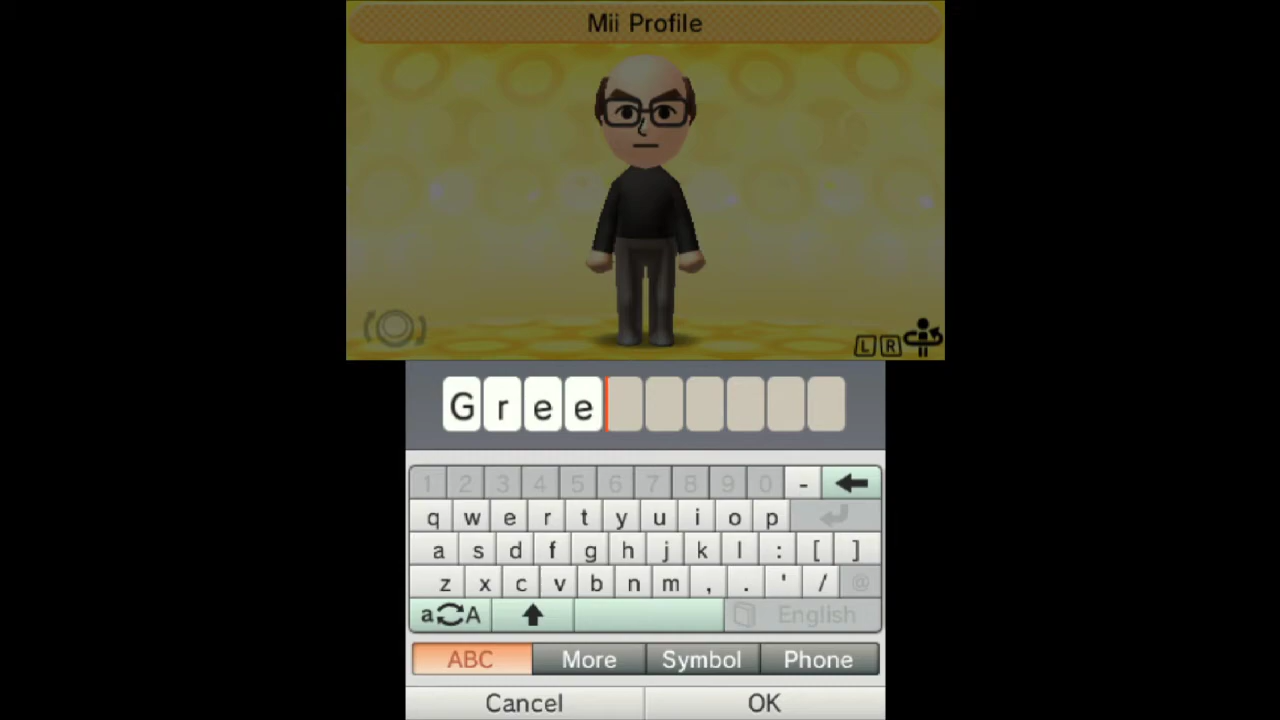 Mii Profile
L R
Gree
1 2 3 4 5 6 7 8 9 0 -
q w e r t y u i o p
a s d f g h j k l : [ ]
z x c v b n m , . ' / @
a A English
ABC More Symbol Phone
Cancel OK